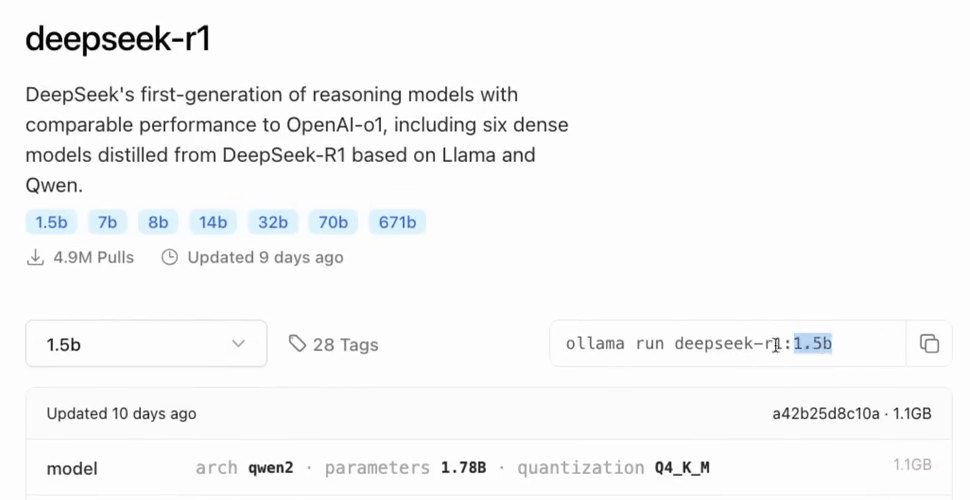 deepseek-r1
DeepSeek's first-generation of reasoning models with
comparable performance to OpenAI-o1, including six dense
models distilled from DeepSeek-R1 based on Llama and
Qwen.
1.5b 7b 8b 14b 32b 70b 671b
4.9M Pulls Updated 9 days ago
1.5b 28 Tags ollama run deepseek-r1:1.5b
Updated 10 days ago a42b25d8c10a · 1.1GB
model arch qwen2 · parameters 1.78B · quantization Q4_K_M 1.1GB